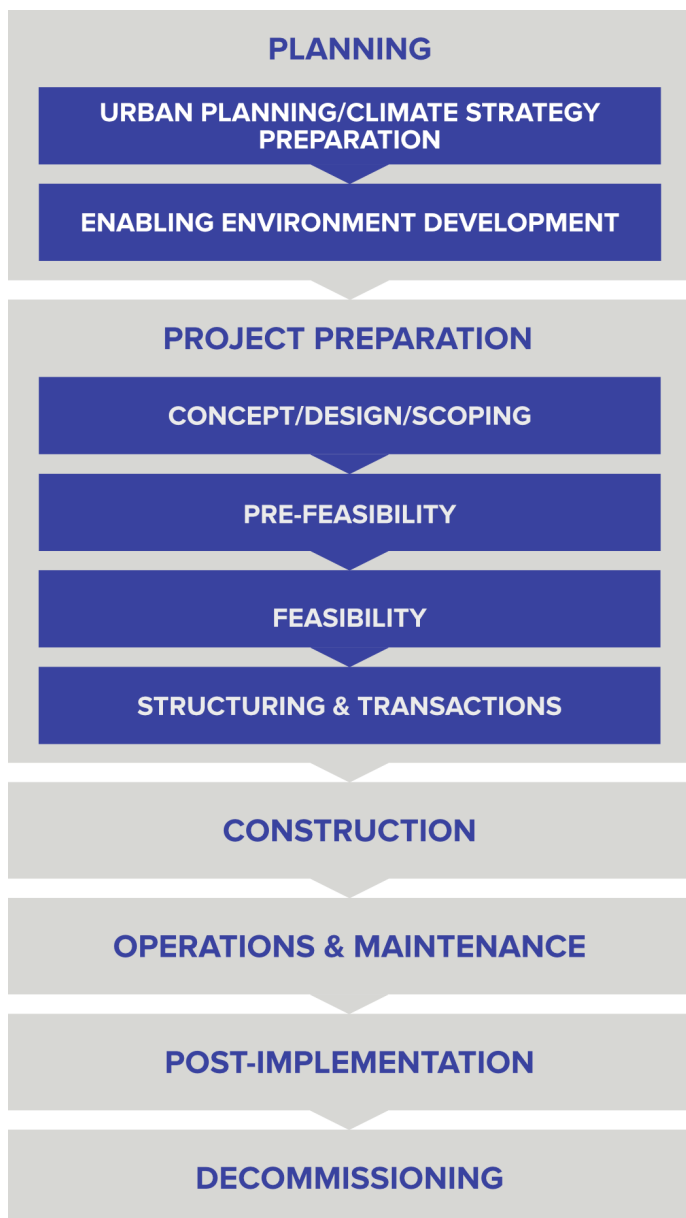 PLANNING
URBAN PLANNING/CLIMATE STRATEGY
PREPARATION
ENABLING ENVIRONMENT DEVELOPMENT
PROJECT PREPARATION
CONCEPT/DESIGN/SCOPING
PRE-FEASIBILITY
FEASIBILITY
STRUCTURING & TRANSACTIONS
CONSTRUCTION
OPERATIONS & MAINTENANCE
POST-IMPLEMENTATION
DECOMMISSIONING